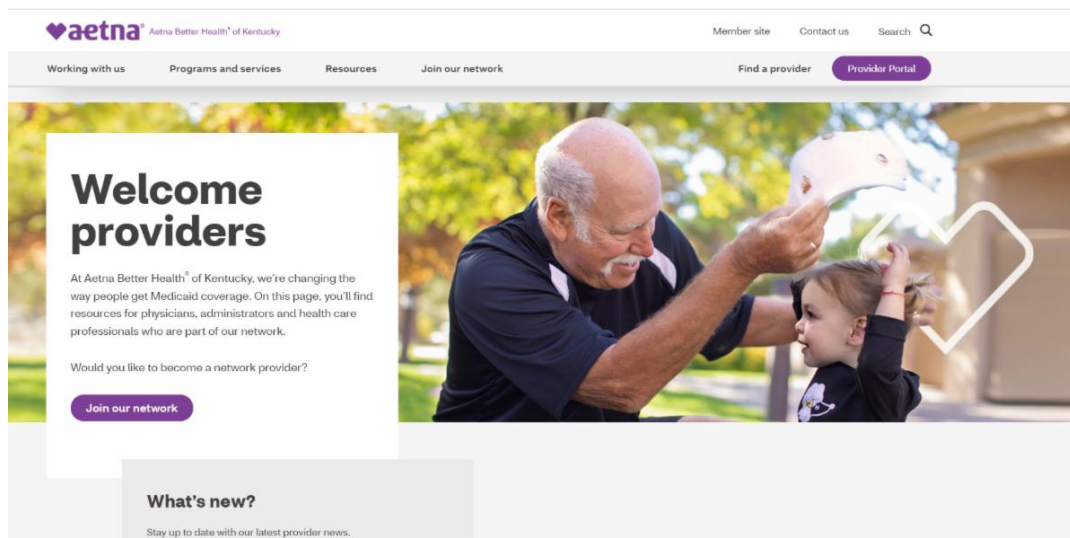 aetna® Aetna Better Health® of Kentucky
Member site Contact us Search
Working with us Programs and services Resources Join our network Find a provider Provider Portal
Welcome
providers
At Aetna Better Health® of Kentucky, we're changing the
way people get Medicaid coverage. On this page, you'll find
resources for physicians, administrators and health care
professionals who are part of our network.
Would you like to become a network provider?
Join our network
What's new?
Stay up to date with our latest provider news.